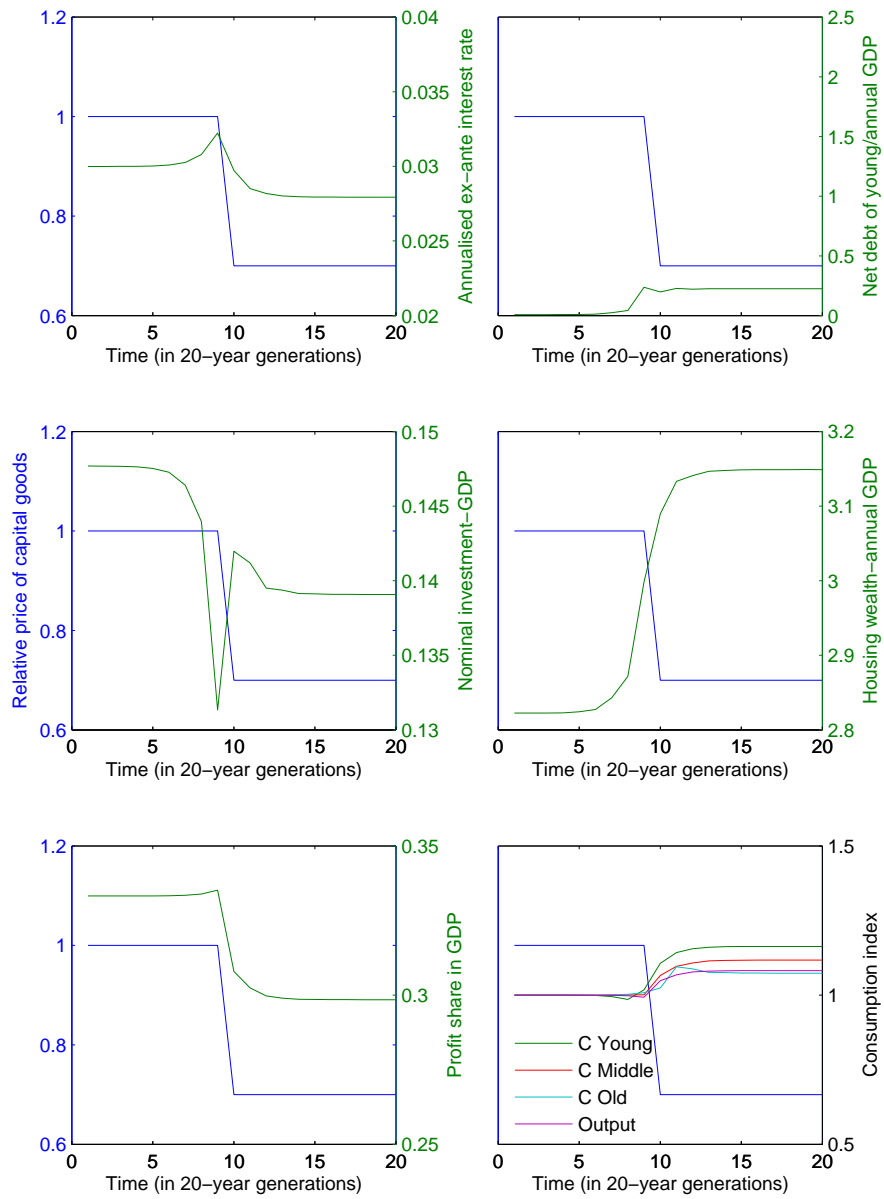 1.2
1
0.8
0.6
0.04
0.035
0.03
0.025
0.02
Annualised ex−ante interest rate
0 5 10 15 20
Time (in 20−year generations)
2.5
2
1.5
1
0.5
0
Net debt of young/annual GDP
0 5 10 15 20
Time (in 20−year generations)
Relative price of capital goods
1.2
1
0.8
0.6
0.15
0.145
0.14
0.135
0.13
Nominal investment−GDP
0 5 10 15 20
Time (in 20−year generations)
3.2
3.1
3
2.9
2.8
Housing wealth−annual GDP
0 5 10 15 20
Time (in 20−year generations)
1.2
1
0.8
0.6
0.35
0.3
0.25
Profit share in GDP
0 5 10 15 20
Time (in 20−year generations)
C Young
C Middle
C Old
Output
1.5
1
0.5
Consumption index
0 5 10 15 20
Time (in 20−year generations)